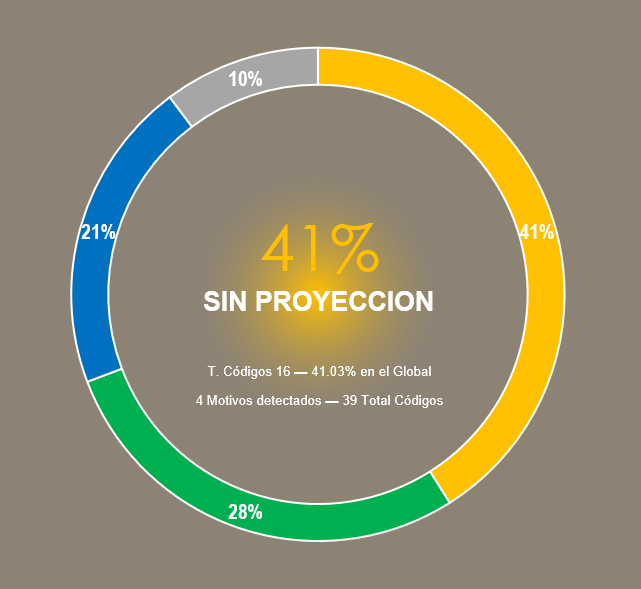 10%
21%
41%
41%
SIN PROYECCION
T. Códigos 16 — 41.03% en el Global
4 Motivos detectados — 39 Total Códigos
28%